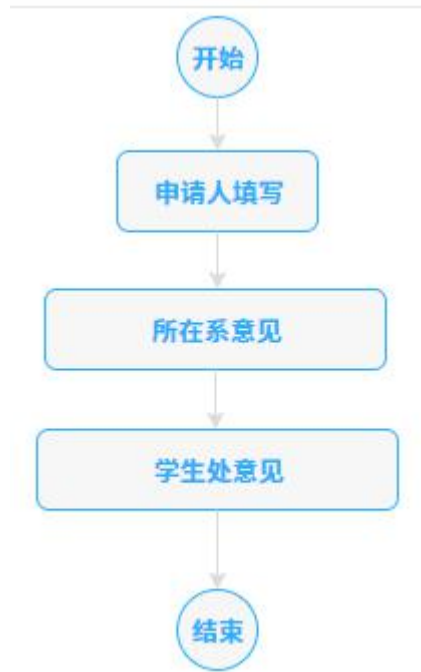 开始
申请人填写
所在系意见
学生处意见
结束